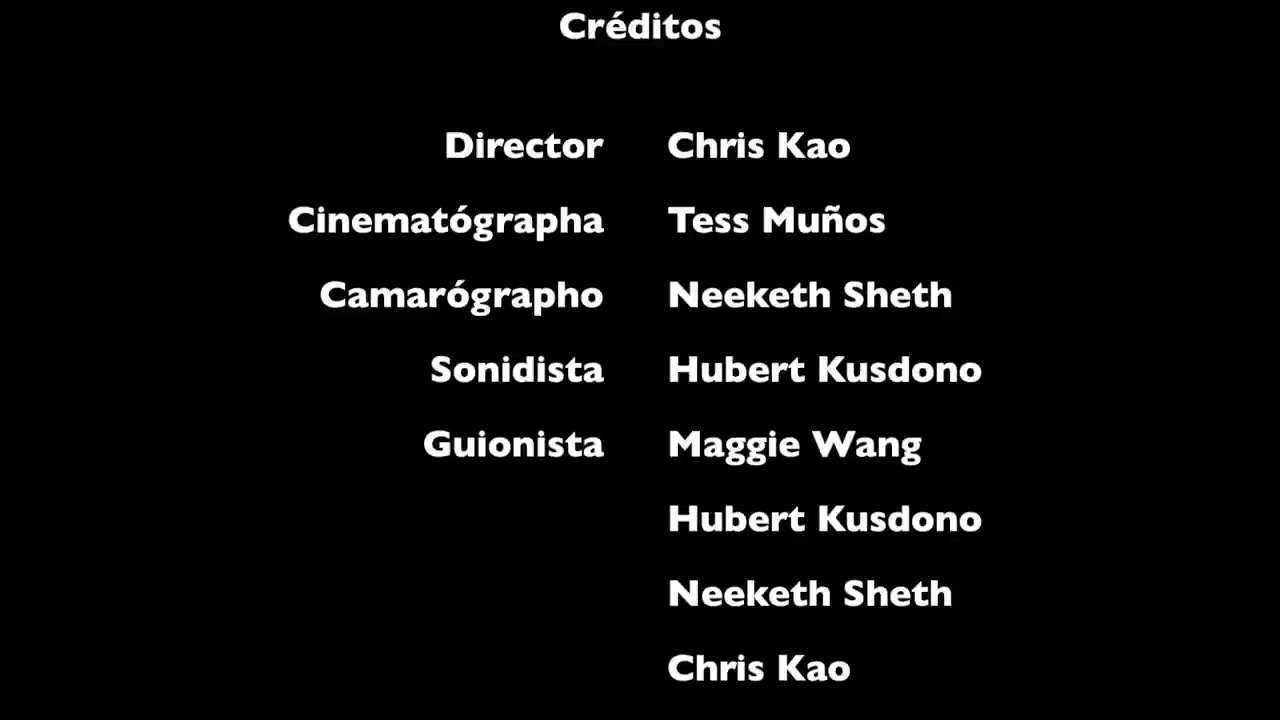 Créditos
Director Chris Kao
Cinematógrapha Tess Muños
Camarógrapho Neeketh Sheth
Sonidista Hubert Kusdono
Guionista Maggie Wang
Hubert Kusdono
Neeketh Sheth
Chris Kao